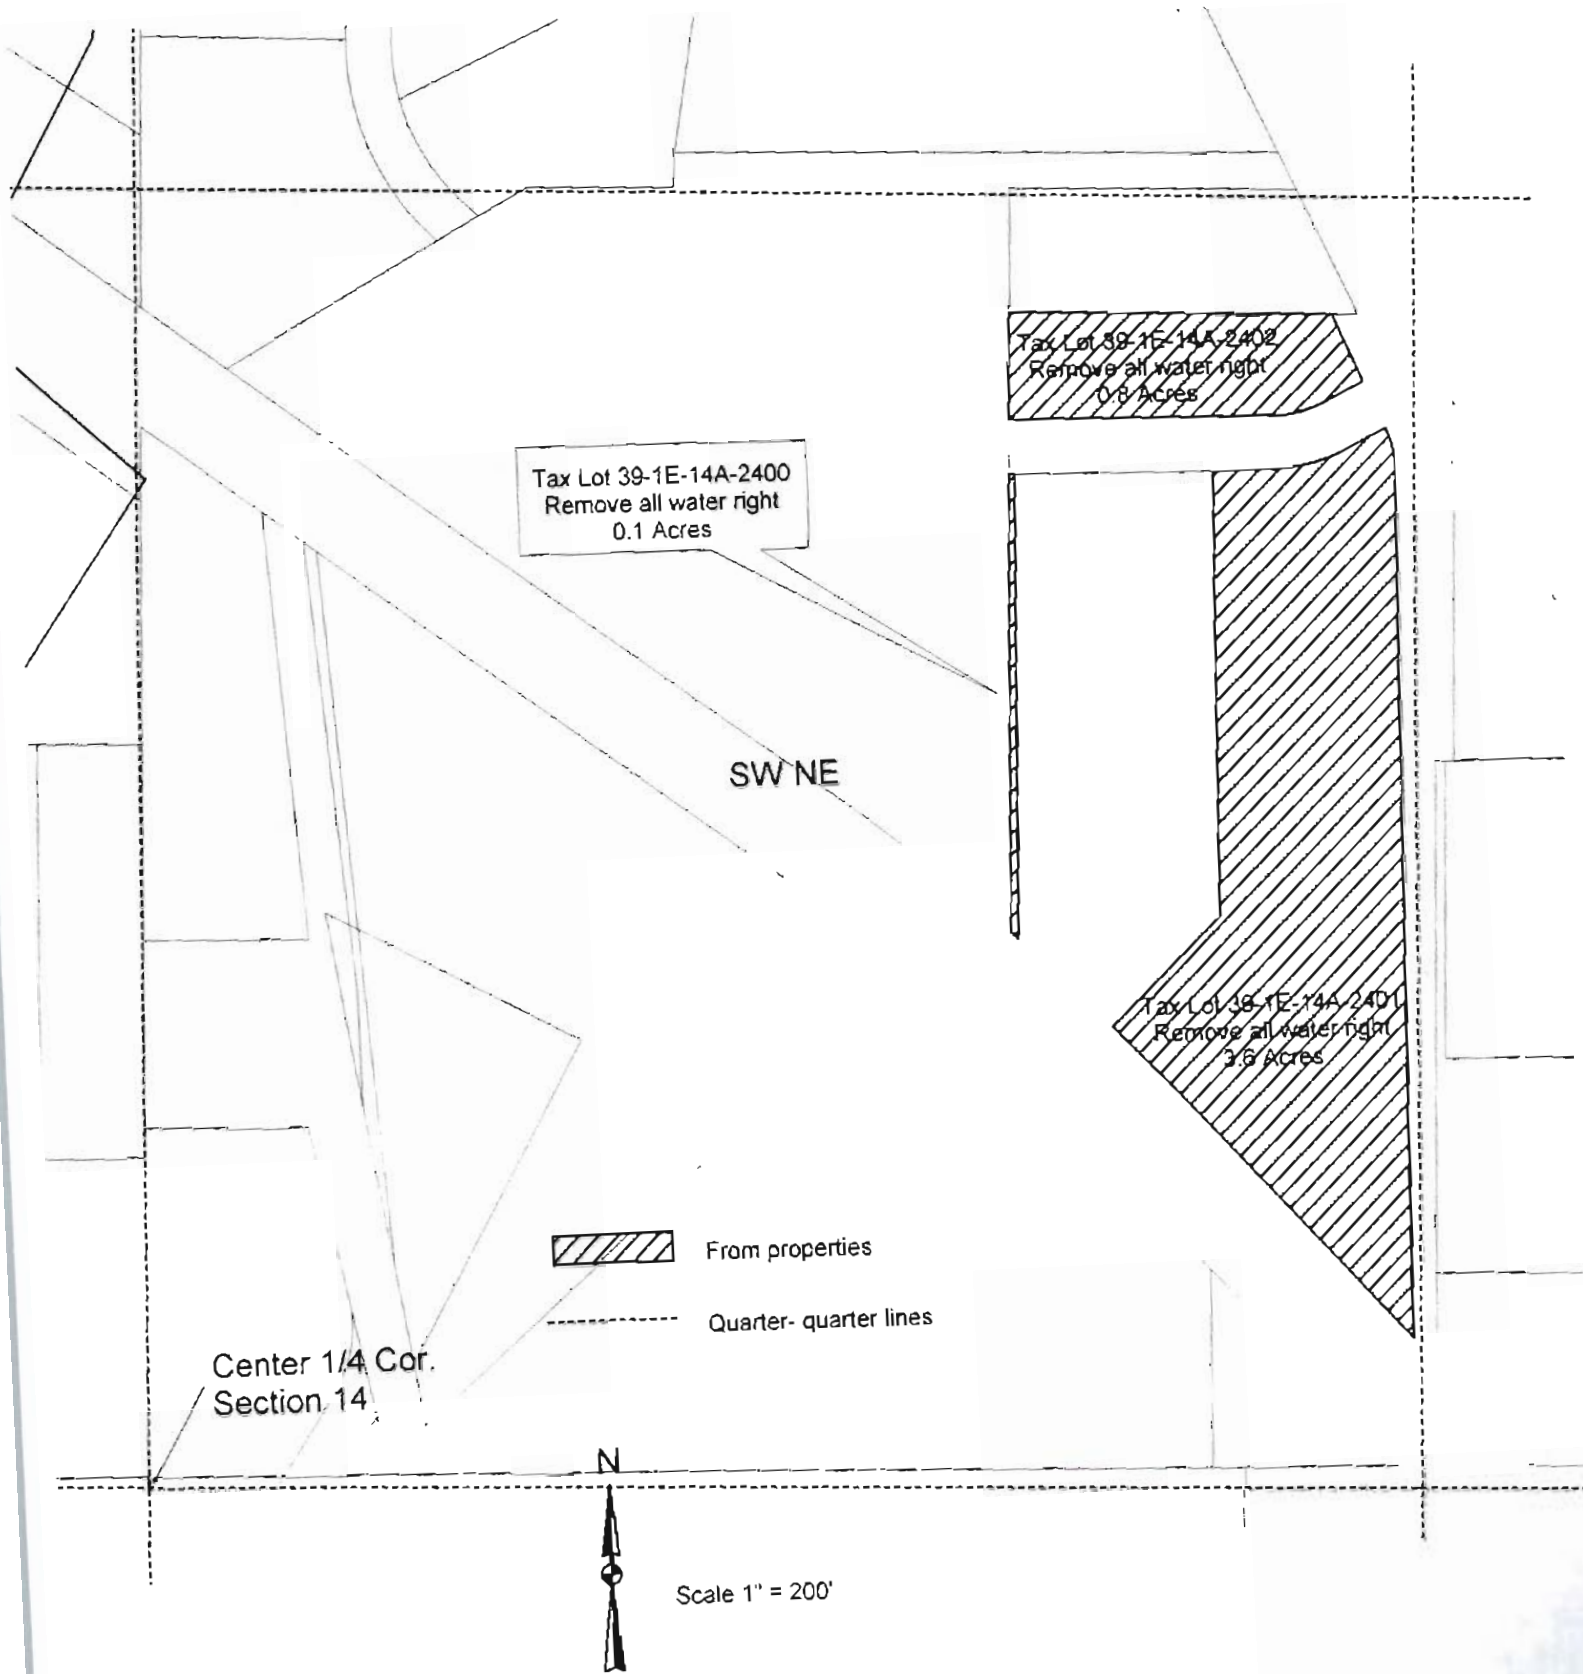 Tax Lot 39-1E-14A-2402
Remove all water right
0.8 Acres
Tax Lot 39-1E-14A-2400
Remove all water right
0.1 Acres
SW NE
Tax Lot 39-1E-14A-2401
Remove all water right
3.6 Acres
From properties
Quarter- quarter lines
Center 1/4 Cor.
Section 14
N
Scale 1" = 200'